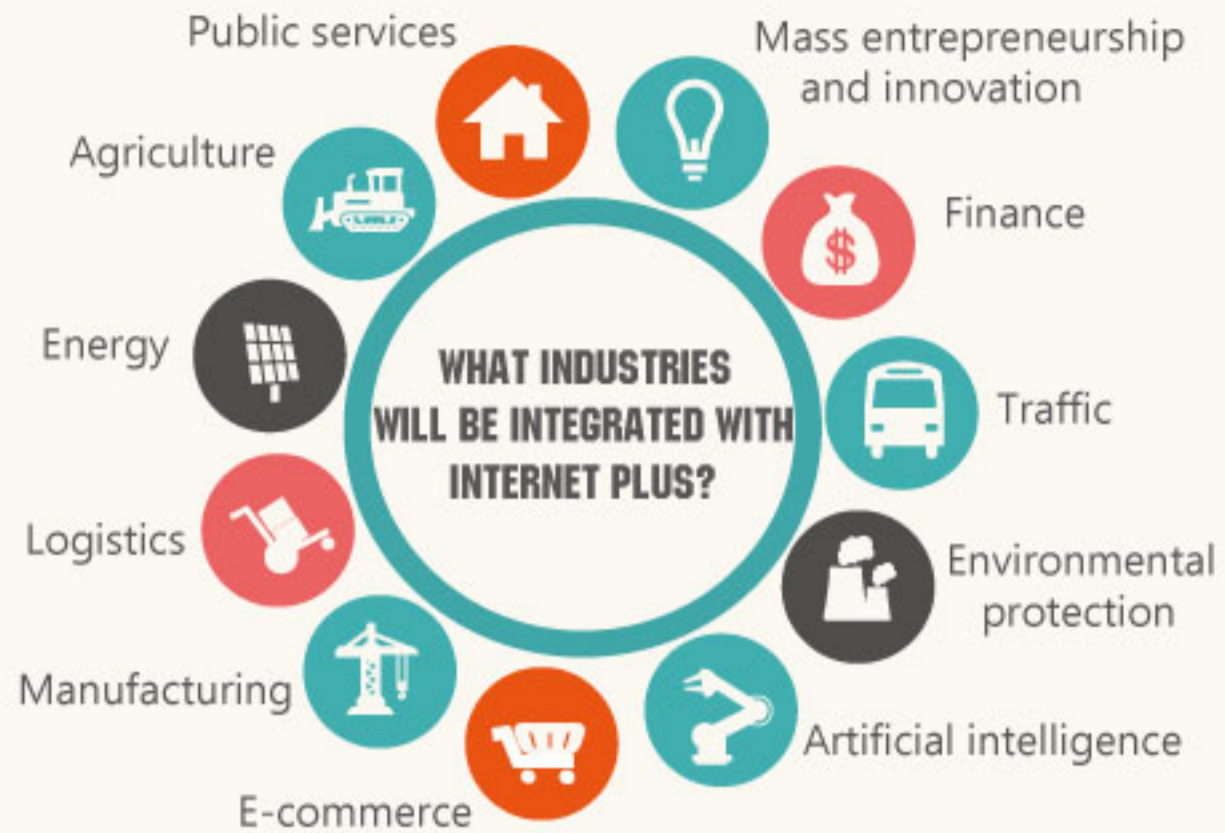 Public services
Mass entrepreneurship
and innovation
Agriculture
Finance
Energy
WHAT INDUSTRIES
WILL BE INTEGRATED WITH
INTERNET PLUS?
Traffic
Logistics
Environmental
protection
Manufacturing
Artificial intelligence
E-commerce
$